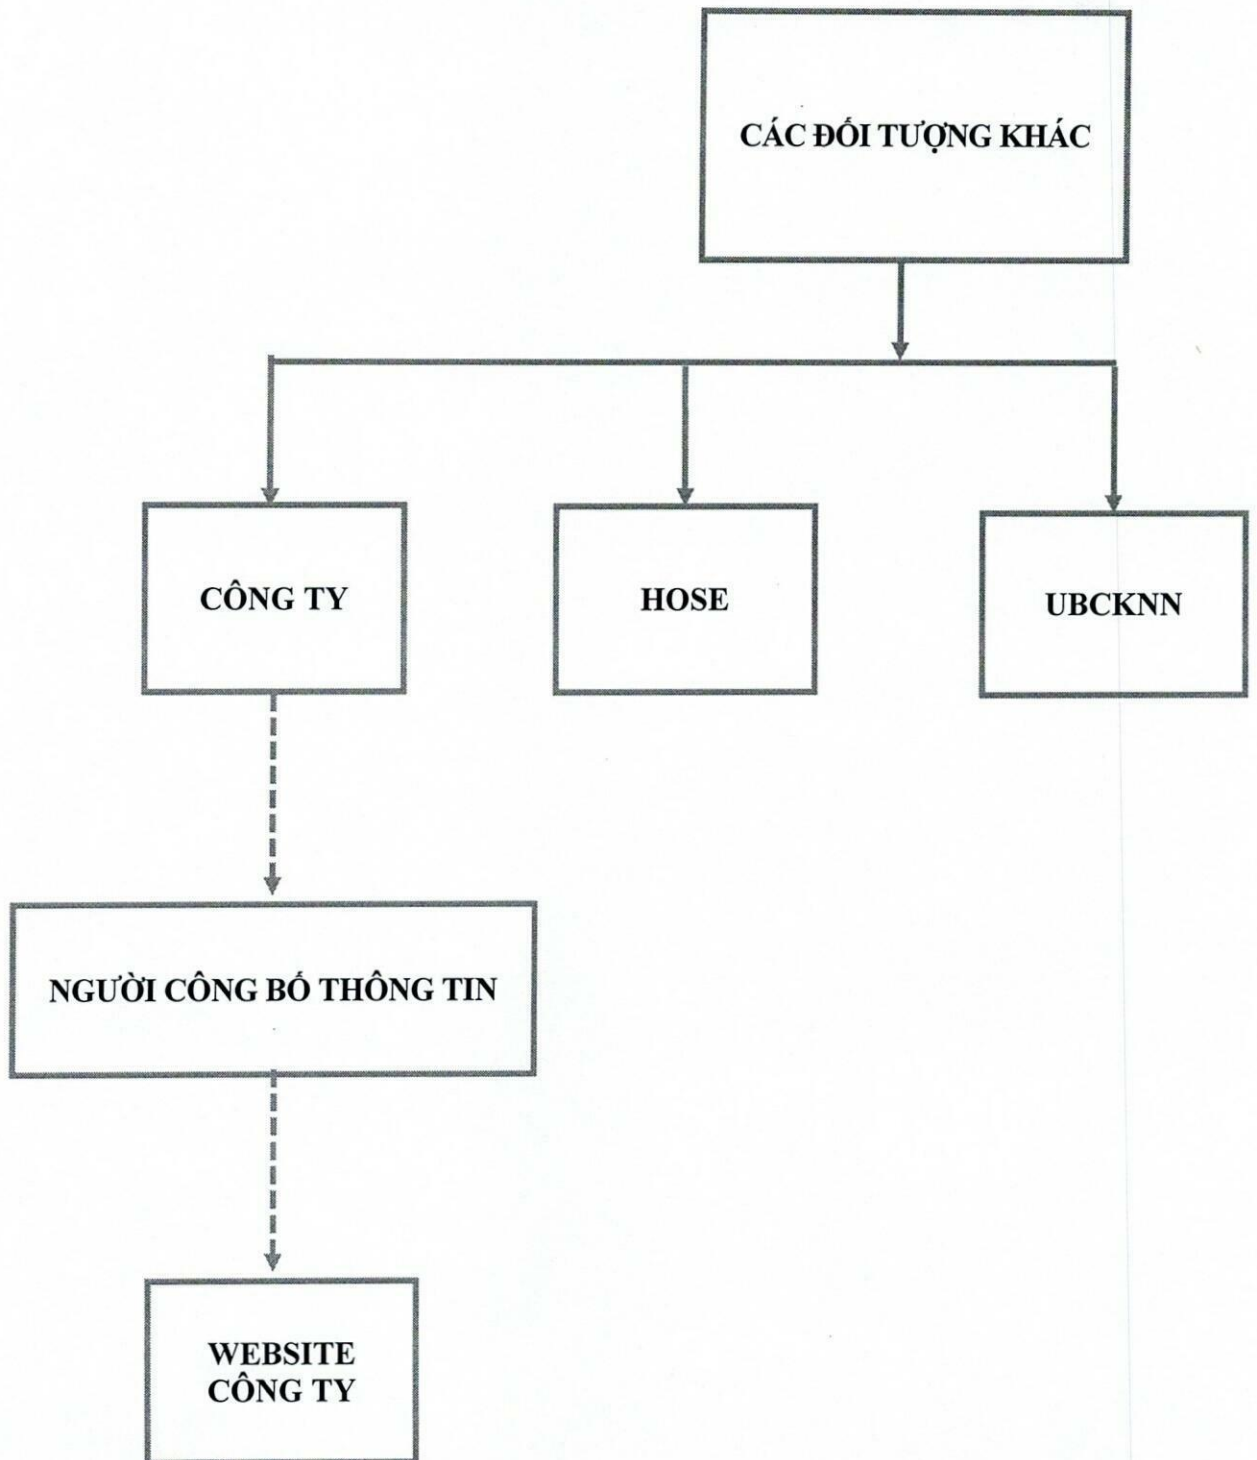 CÁC ĐỐI TƯỢNG KHÁC
CÔNG TY
HOSE
UBCKNN
NGƯỜI CÔNG BỐ THÔNG TIN
WEBSITE
CÔNG TY